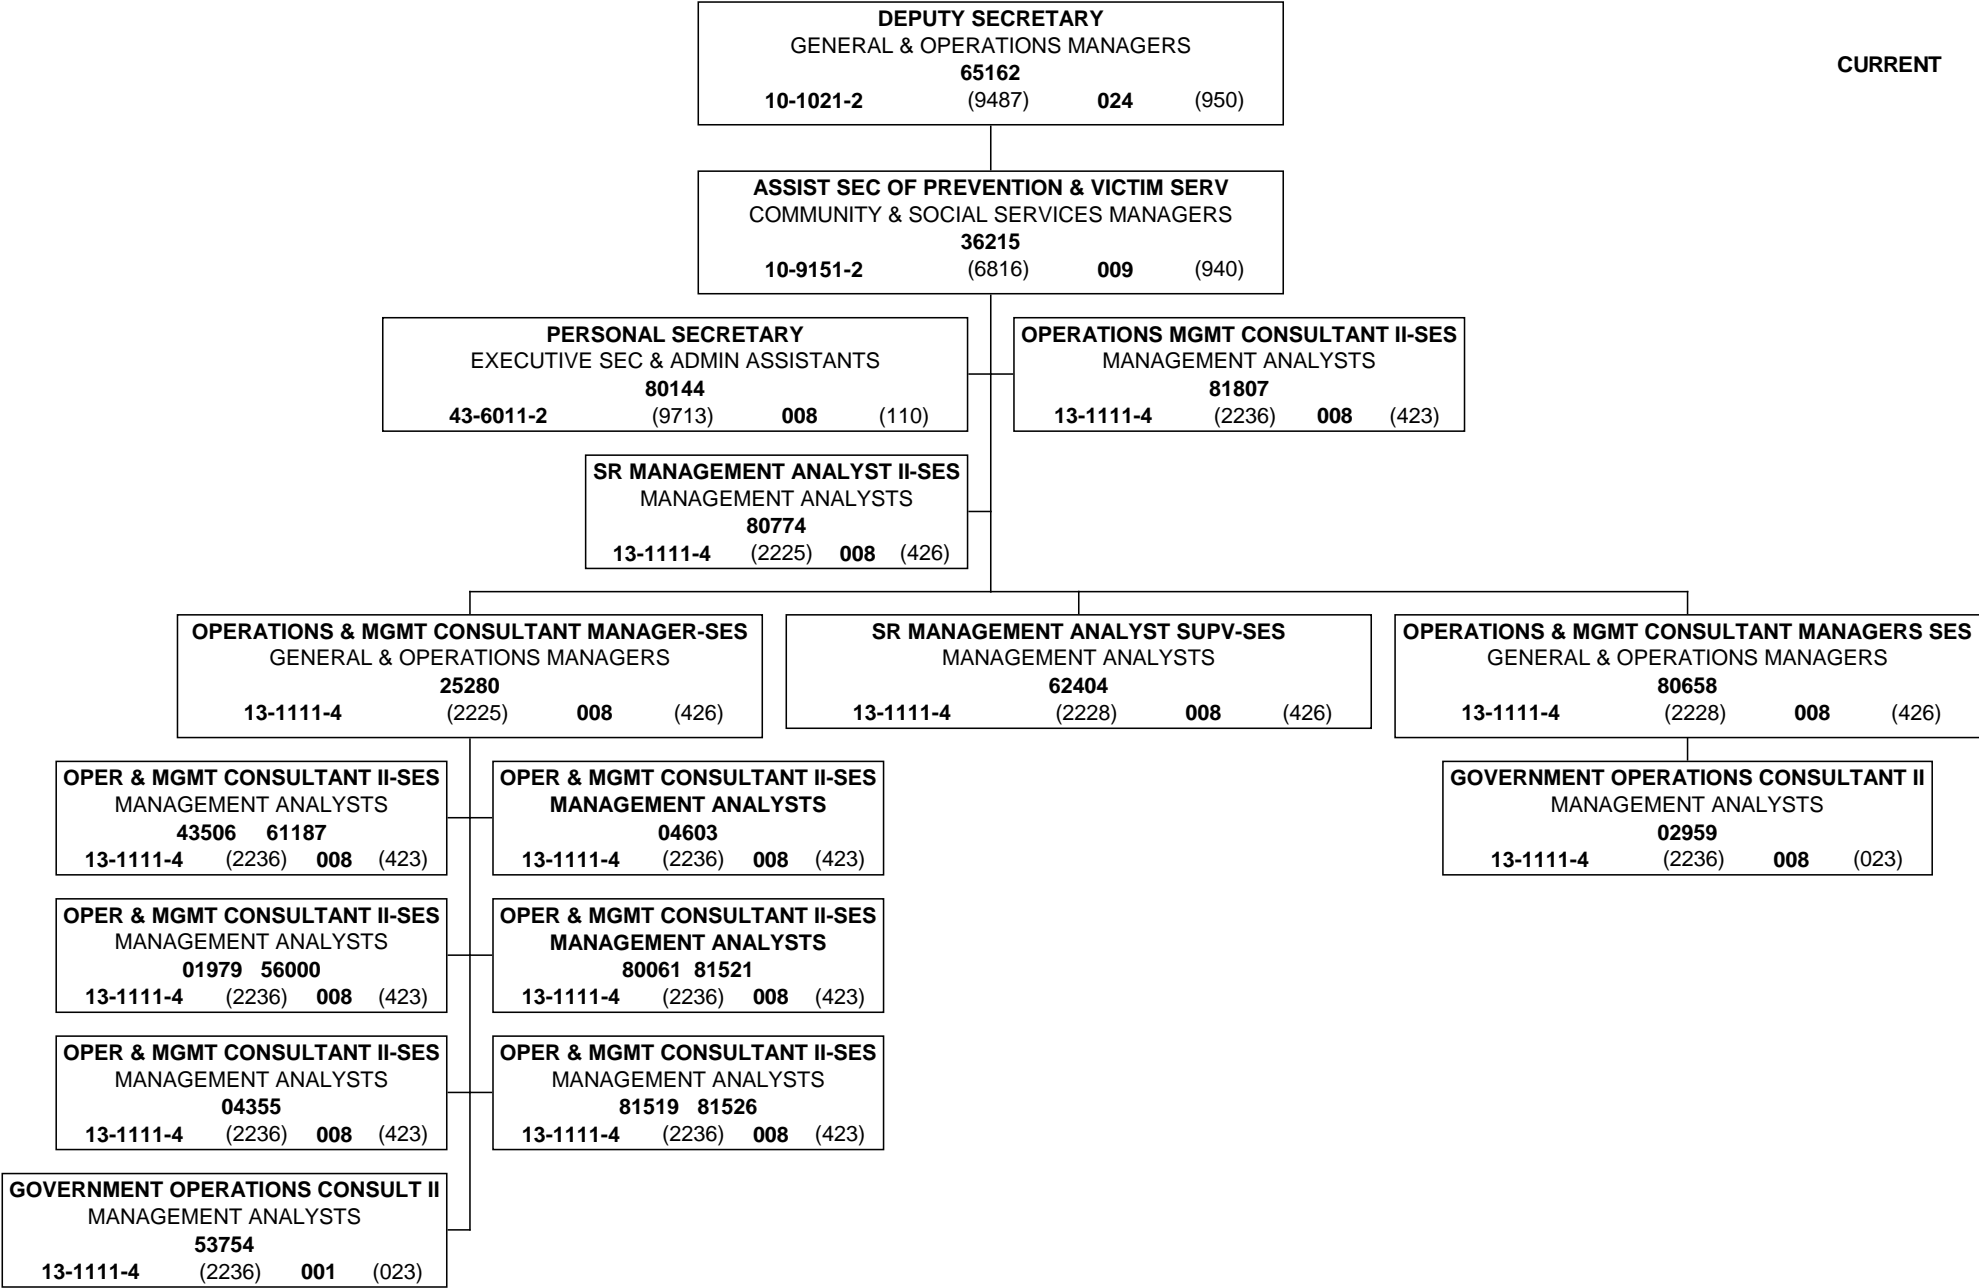 DEPUTY SECRETARY
GENERAL & OPERATIONS MANAGERS
65162
10-1021-2 (9487) 024 (950)
CURRENT
ASSIST SEC OF PREVENTION & VICTIM SERV
COMMUNITY & SOCIAL SERVICES MANAGERS
36215
10-9151-2 (6816) 009 (940)
PERSONAL SECRETARY
EXECUTIVE SEC & ADMIN ASSISTANTS
80144
43-6011-2 (9713) 008 (110)
OPERATIONS MGMT CONSULTANT II-SES
MANAGEMENT ANALYSTS
81807
13-1111-4 (2236) 008 (423)
SR MANAGEMENT ANALYST II-SES
MANAGEMENT ANALYSTS
80774
13-1111-4 (2225) 008 (426)
OPERATIONS & MGMT CONSULTANT MANAGER-SES
GENERAL & OPERATIONS MANAGERS
25280
13-1111-4 (2225) 008 (426)
SR MANAGEMENT ANALYST SUPV-SES
MANAGEMENT ANALYSTS
62404
13-1111-4 (2228) 008 (426)
OPERATIONS & MGMT CONSULTANT MANAGERS SES
GENERAL & OPERATIONS MANAGERS
80658
13-1111-4 (2228) 008 (426)
OPER & MGMT CONSULTANT II-SES
MANAGEMENT ANALYSTS
43506 61187
13-1111-4 (2236) 008 (423)
OPER & MGMT CONSULTANT II-SES
MANAGEMENT ANALYSTS
04603
13-1111-4 (2236) 008 (423)
GOVERNMENT OPERATIONS CONSULTANT II
MANAGEMENT ANALYSTS
02959
13-1111-4 (2236) 008 (023)
OPER & MGMT CONSULTANT II-SES
MANAGEMENT ANALYSTS
01979 56000
13-1111-4 (2236) 008 (423)
OPER & MGMT CONSULTANT II-SES
MANAGEMENT ANALYSTS
80061 81521
13-1111-4 (2236) 008 (423)
OPER & MGMT CONSULTANT II-SES
MANAGEMENT ANALYSTS
04355
13-1111-4 (2236) 008 (423)
OPER & MGMT CONSULTANT II-SES
MANAGEMENT ANALYSTS
81519 81526
13-1111-4 (2236) 008 (423)
GOVERNMENT OPERATIONS CONSULT II
MANAGEMENT ANALYSTS
53754
13-1111-4 (2236) 001 (023)